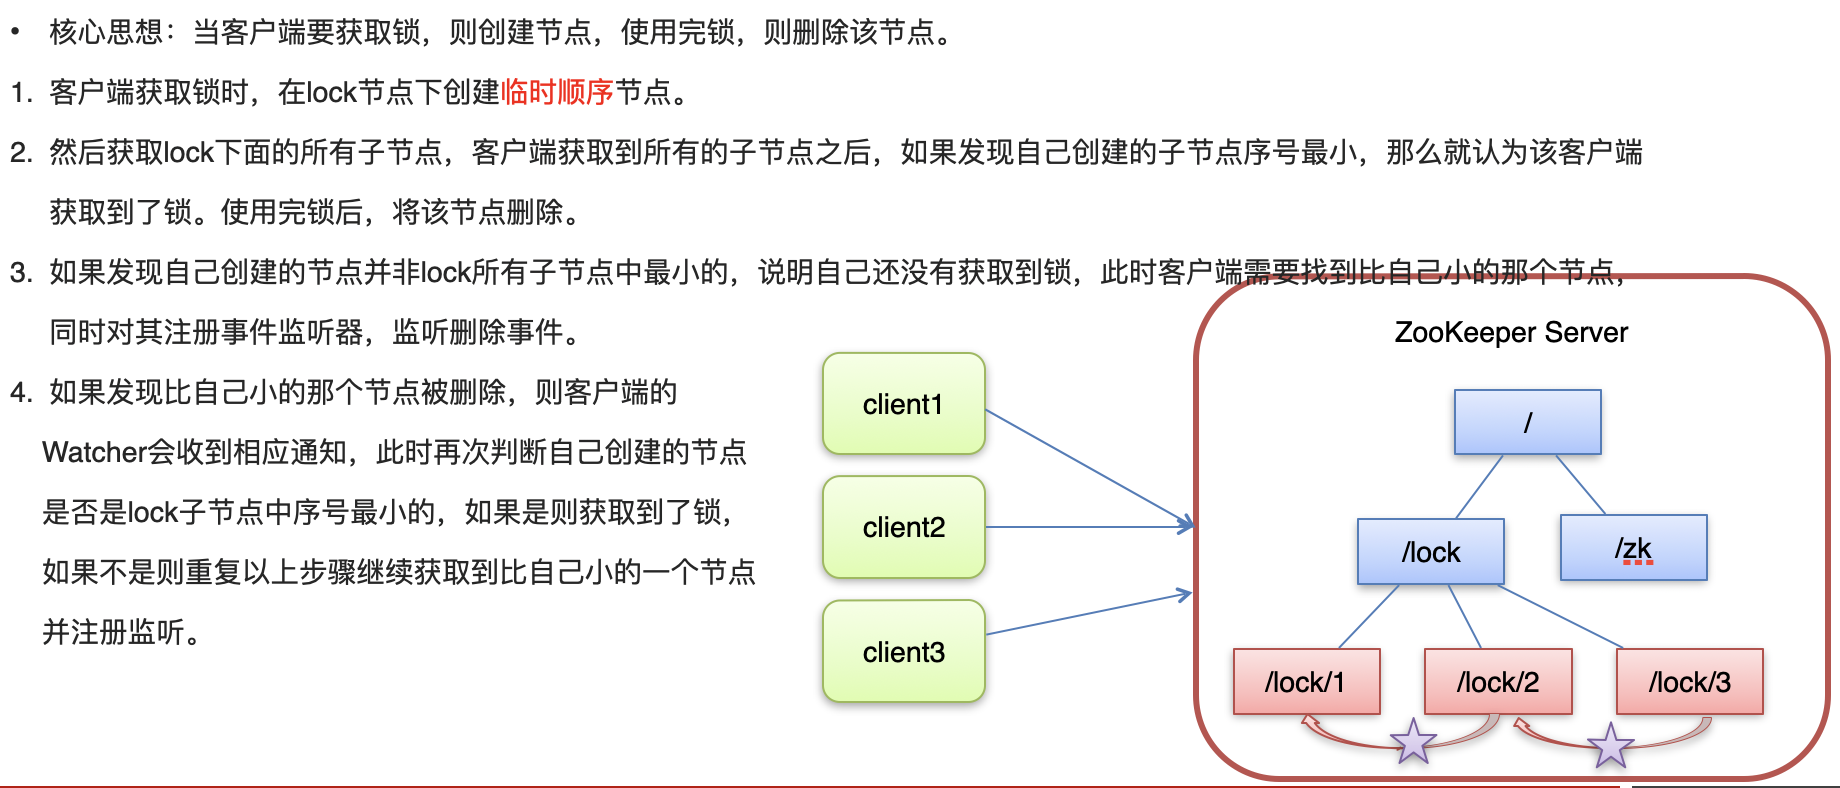 • 核心思想：当客户端要获取锁，则创建节点，使用完锁，则删除该节点。
1. 客户端获取锁时，在lock节点下创建临时顺序节点。
2. 然后获取lock下面的所有子节点，客户端获取到所有的子节点之后，如果发现自己创建的子节点序号最小，那么就认为该客户端
获取到了锁。使用完锁后，将该节点删除。
3. 如果发现自己创建的节点并非lock所有子节点中最小的，说明自己还没有获取到锁，此时客户端需要找到比自己小的那个节点，
同时对其注册事件监听器，监听删除事件。
4. 如果发现比自己小的那个节点被删除，则客户端的
Watcher会收到相应通知，此时再次判断自己创建的节点
是否是lock子节点中序号最小的，如果是则获取到了锁，
如果不是则重复以上步骤继续获取到比自己小的一个节点
并注册监听。
client1
client2
client3
ZooKeeper Server
/
/lock
/zk
/lock/1
/lock/2
/lock/3